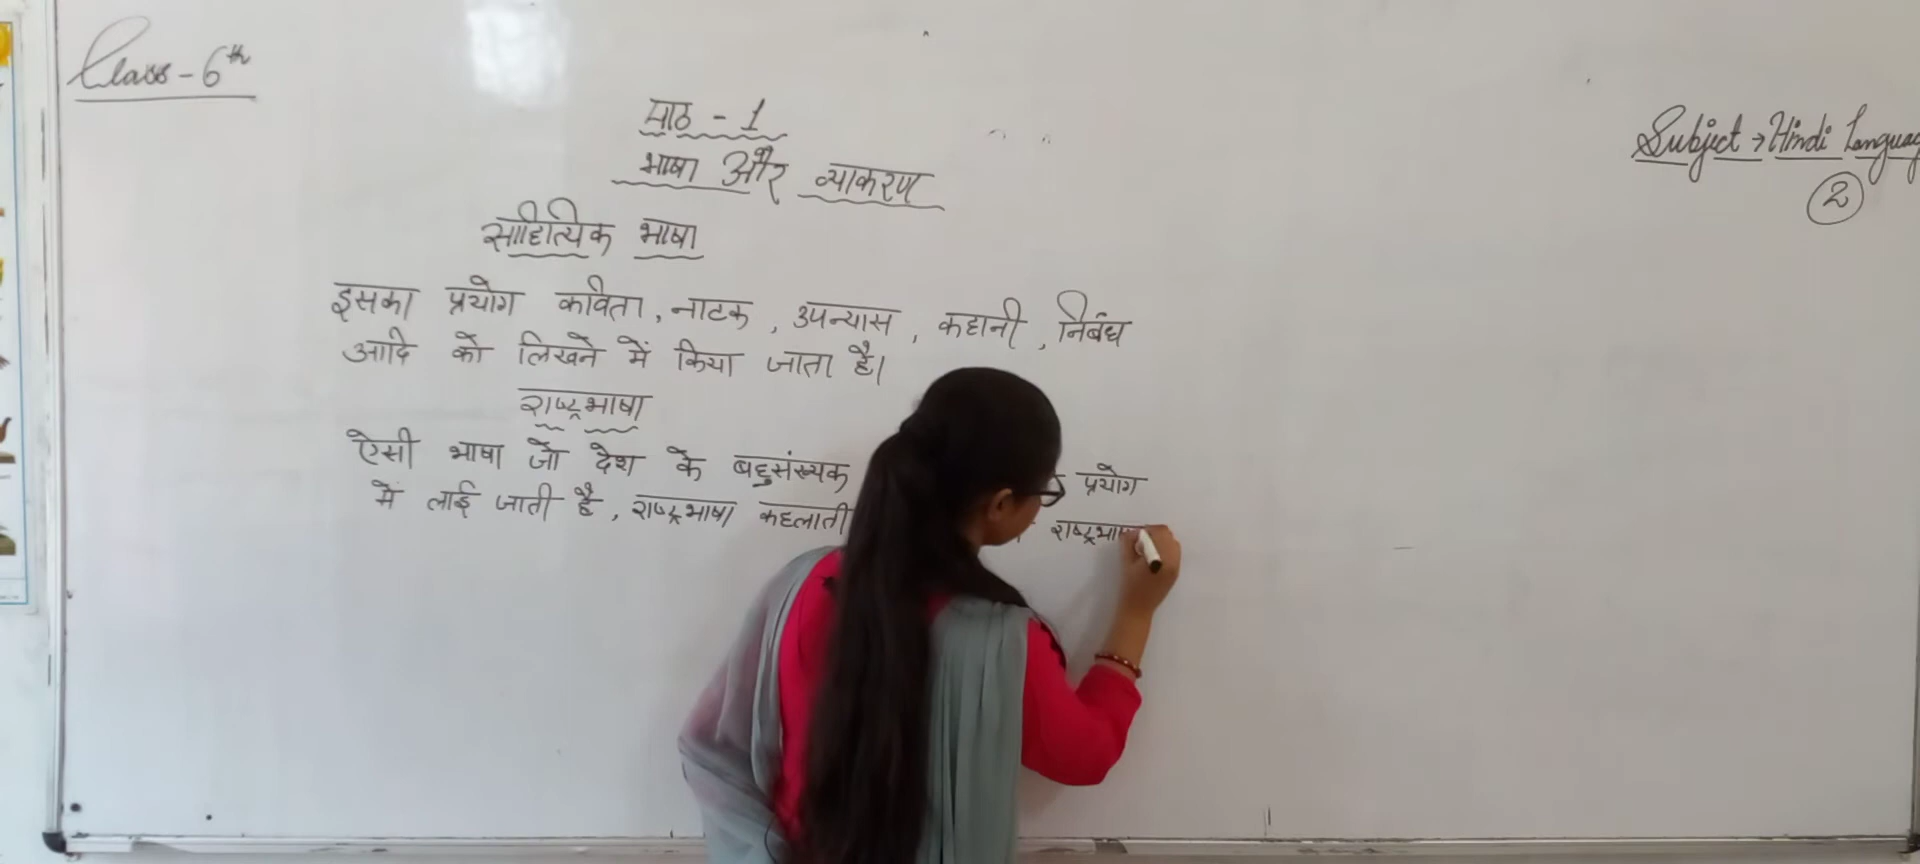 Class - 6th
Subject → Hindi Languag
2
पाठ - 1
भाषा और व्याकरण
साहित्यिक भाषा
इसका प्रयोग कविता, नाटक, उपन्यास, कहानी, निबंध
आदि को लिखने में किया जाता है।
राष्ट्रभाषा
ऐसी भाषा जो देश के बहुसंख्यक प्रयोग
में लाई जाती है, राष्ट्रभाषा कहलाती राष्ट्रभाषा